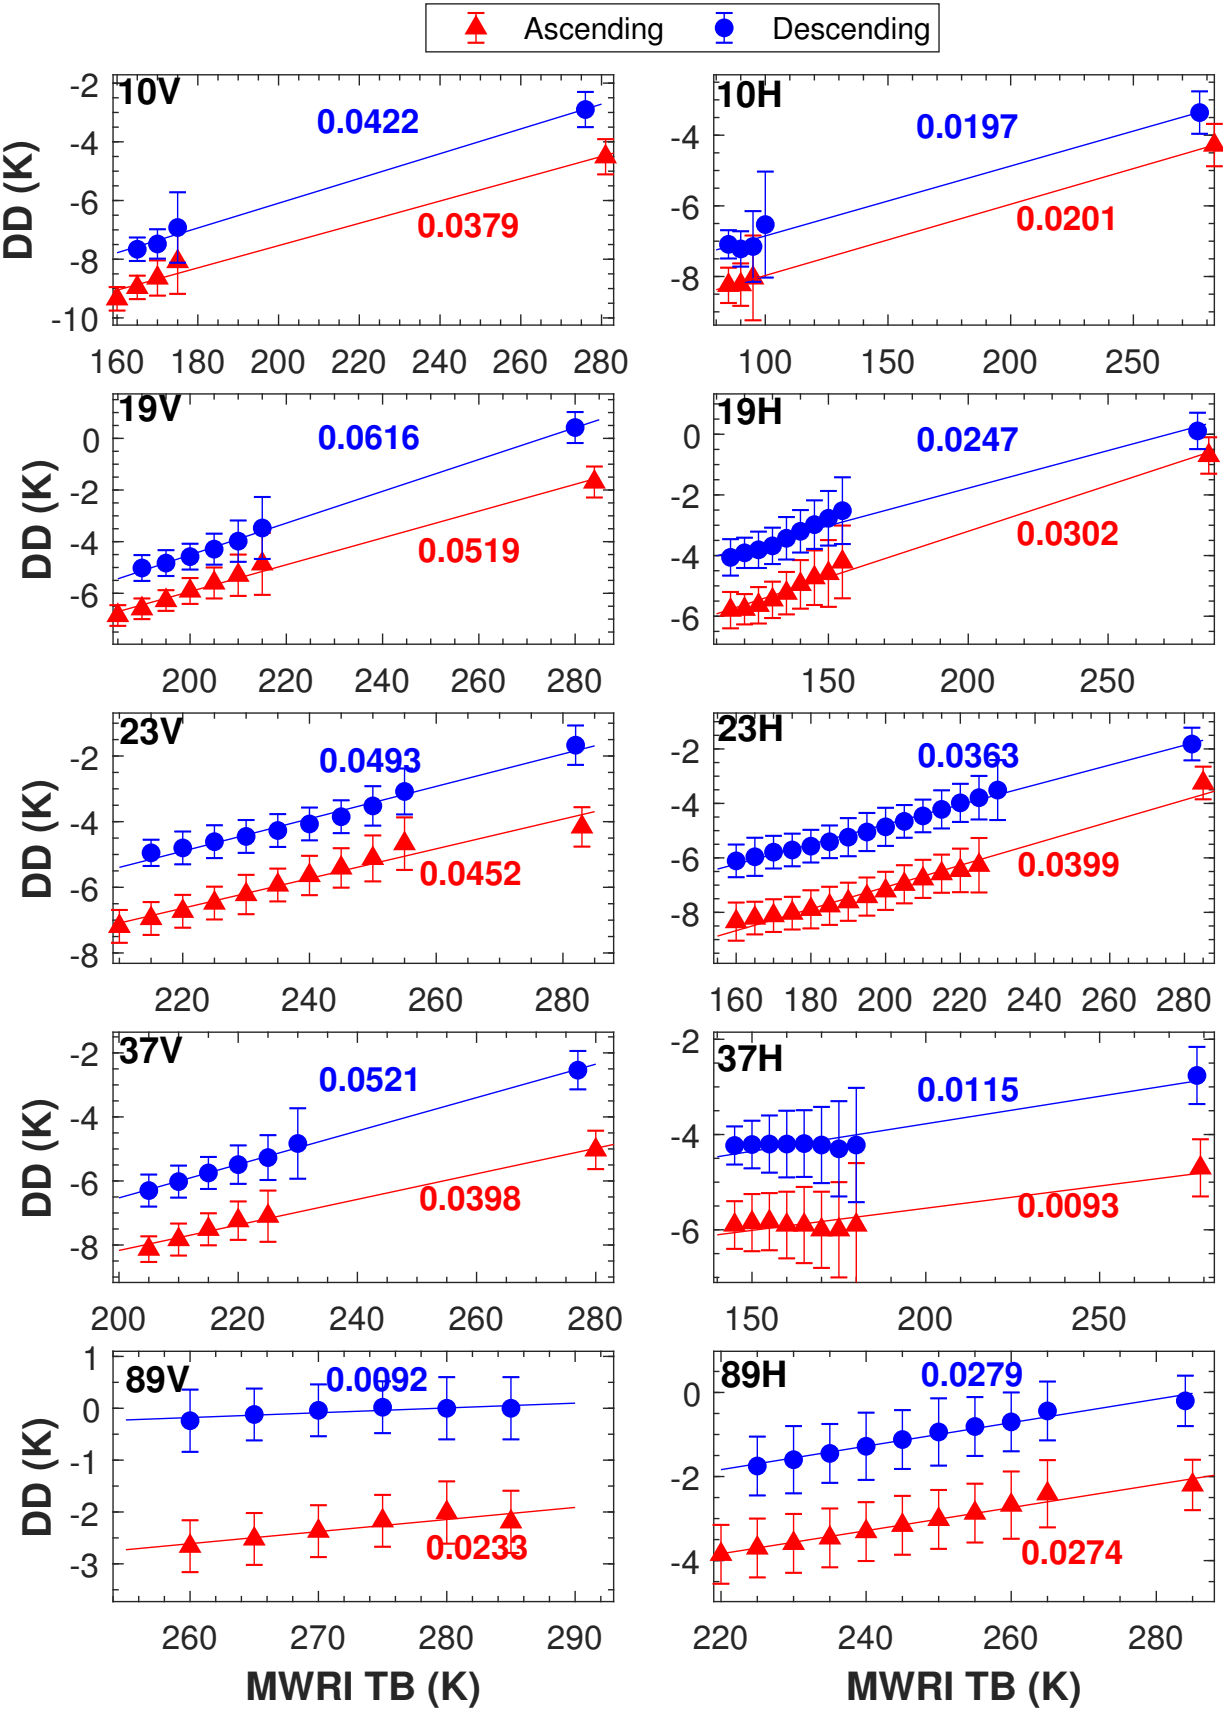 Ascending Descending
10V
0.0422
0.0379
DD (K)
-2
-4
-6
-8
-10
160 180 200 220 240 260 280
10H
0.0197
0.0201
-4
-6
-8
100 150 200 250
19V
0.0616
0.0519
DD (K)
0
-2
-4
-6
200 220 240 260 280
19H
0.0247
0.0302
0
-2
-4
-6
150 200 250
23V
0.0493
0.0452
DD (K)
-2
-4
-6
-8
220 240 260 280
23H
0.0363
0.0399
-2
-4
-6
-8
160 180 200 220 240 260 280
37V
0.0521
0.0398
DD (K)
-2
-4
-6
-8
200 220 240 260 280
37H
0.0115
0.0093
-2
-4
-6
150 200 250
89V
0.0092
0.0233
DD (K)
1
0
-1
-2
-3
260 270 280 290
MWRI TB (K)
89H
0.0279
0.0274
0
-2
-4
220 240 260 280
MWRI TB (K)